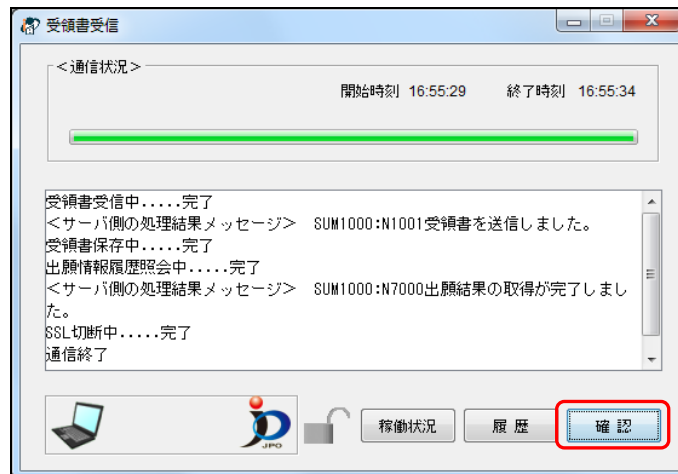 受領書受信
<通信状況>
開始時刻 16:55:29 終了時刻 16:55:34
受領書受信中.....完了
<サーバ側の処理結果メッセージ> SUM1000:N1001受領書を送信しました。
受領書保存中.....完了
出願情報履歴照会中.....完了
<サーバ側の処理結果メッセージ> SUM1000:N7000出願結果の取得が完了しまし
た。
SSL切断中.....完了
通信終了
JPO
稼働状況 履 歴 確 認